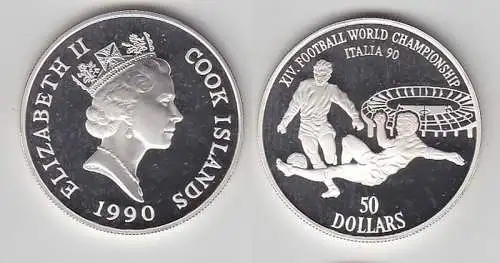 ELIZABETH II
COOK ISLANDS
1990
XIV. FOOTBALL WORLD CHAMPIONSHIP
ITALIA 90
50
DOLLARS